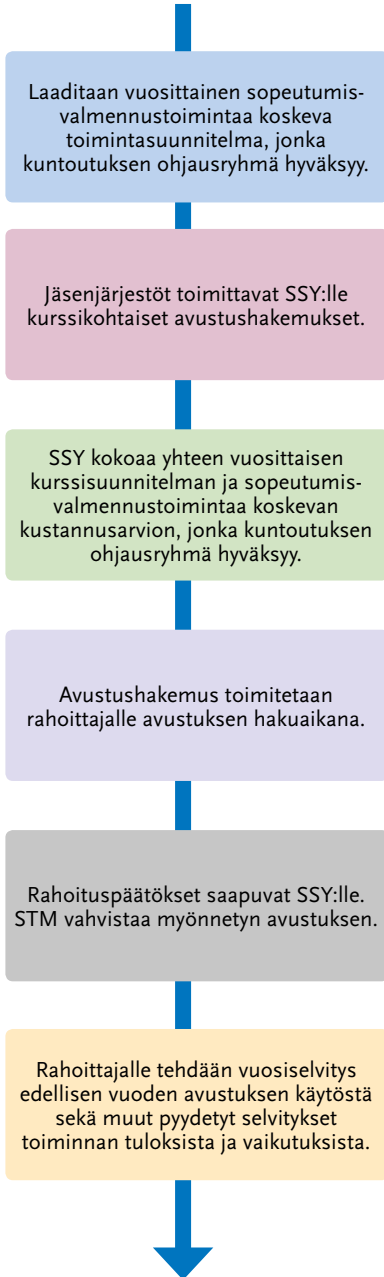 Laaditaan vuosittainen sopeutumis-
valmennustoimintaa koskeva
toimintasuunnitelma, jonka
kuntoutuksen ohjausryhmä hyväksyy.
Jäsenjärjestöt toimittavat SSY:lle
kurssikohtaiset avustushakemukset.
SSY kokoaa yhteen vuosittaisen
kurssisuunnitelman ja sopeutumis-
valmennustoimintaa koskevan
kustannusarvion, jonka kuntoutuksen
ohjausryhmä hyväksyy.
Avustushakemus toimitetaan
rahoittajalle avustuksen hakuaikana.
Rahoituspäätökset saapuvat SSY:lle.
STM vahvistaa myönnetyn avustuksen.
Rahoittajalle tehdään vuosiselvitys
edellisen vuoden avustuksen käytöstä
sekä muut pyydetyt selvitykset
toiminnan tuloksista ja vaikutuksista.